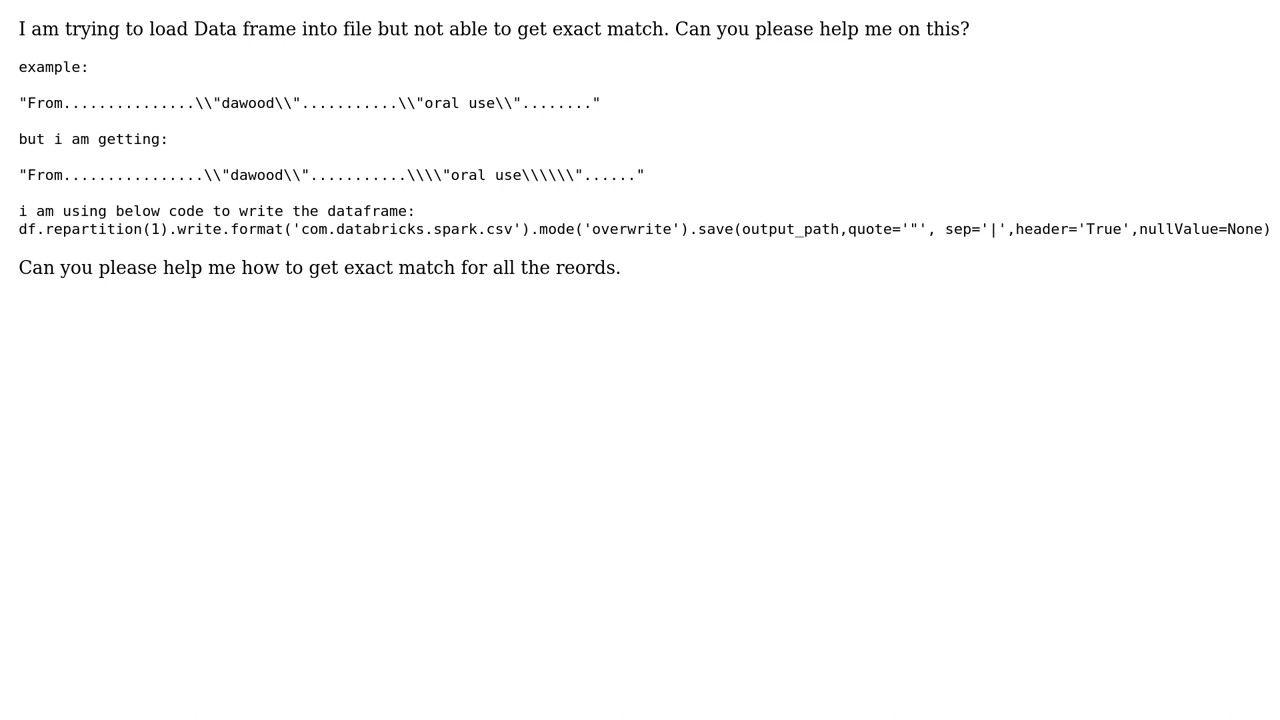 I am trying to load Data frame into file but not able to get exact match. Can you please help me on this?
example:
"From...............\\"dawood\\"...........\\"oral use\\"........"
but i am getting:
"From................\\"dawood\\"...........\\\\"oral use\\\\\\"......"
i am using below code to write the dataframe:
df.repartition(1).write.format('com.databricks.spark.csv').mode('overwrite').save(output_path,quote='"', sep='|',header='True',nullValue=None)
Can you please help me how to get exact match for all the reords.